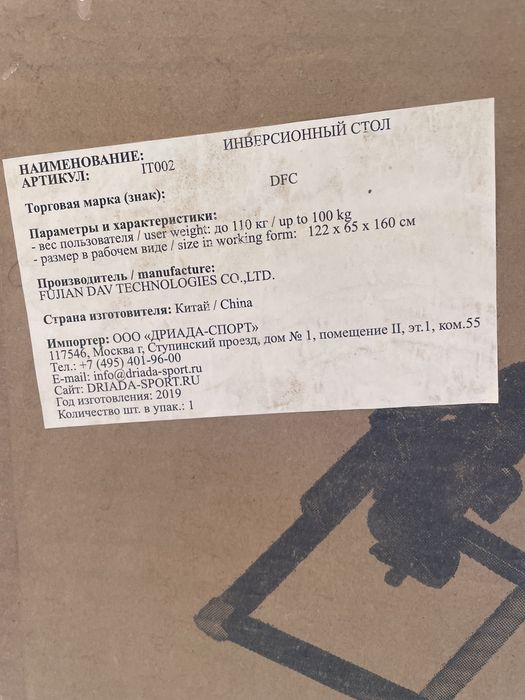 НАИМЕНОВАНИЕ: ИНВЕРСИОННЫЙ СТОЛ
АРТИКУЛ: IT002
Торговая марка (знак): DFC
Параметры и характеристики:
- вес пользователя / user weight: до 110 кг / up to 100 kg
- размер в рабочем виде / size in working form: 122 x 65 x 160 см
Производитель / manufacture:
FUJIAN DAV TECHNOLOGIES CO.,LTD.
Страна изготовителя: Китай / China
Импортер: ООО «ДРИАДА-СПОРТ»
117546, Москва г, Ступинский проезд, дом № 1, помещение II, эт.1, ком.55
Тел.: +7 (495) 401-96-00
E-mail: info@driada-sport.ru
Сайт: DRIADA-SPORT.RU
Год изготовления: 2019
Количество шт. в упак.: 1